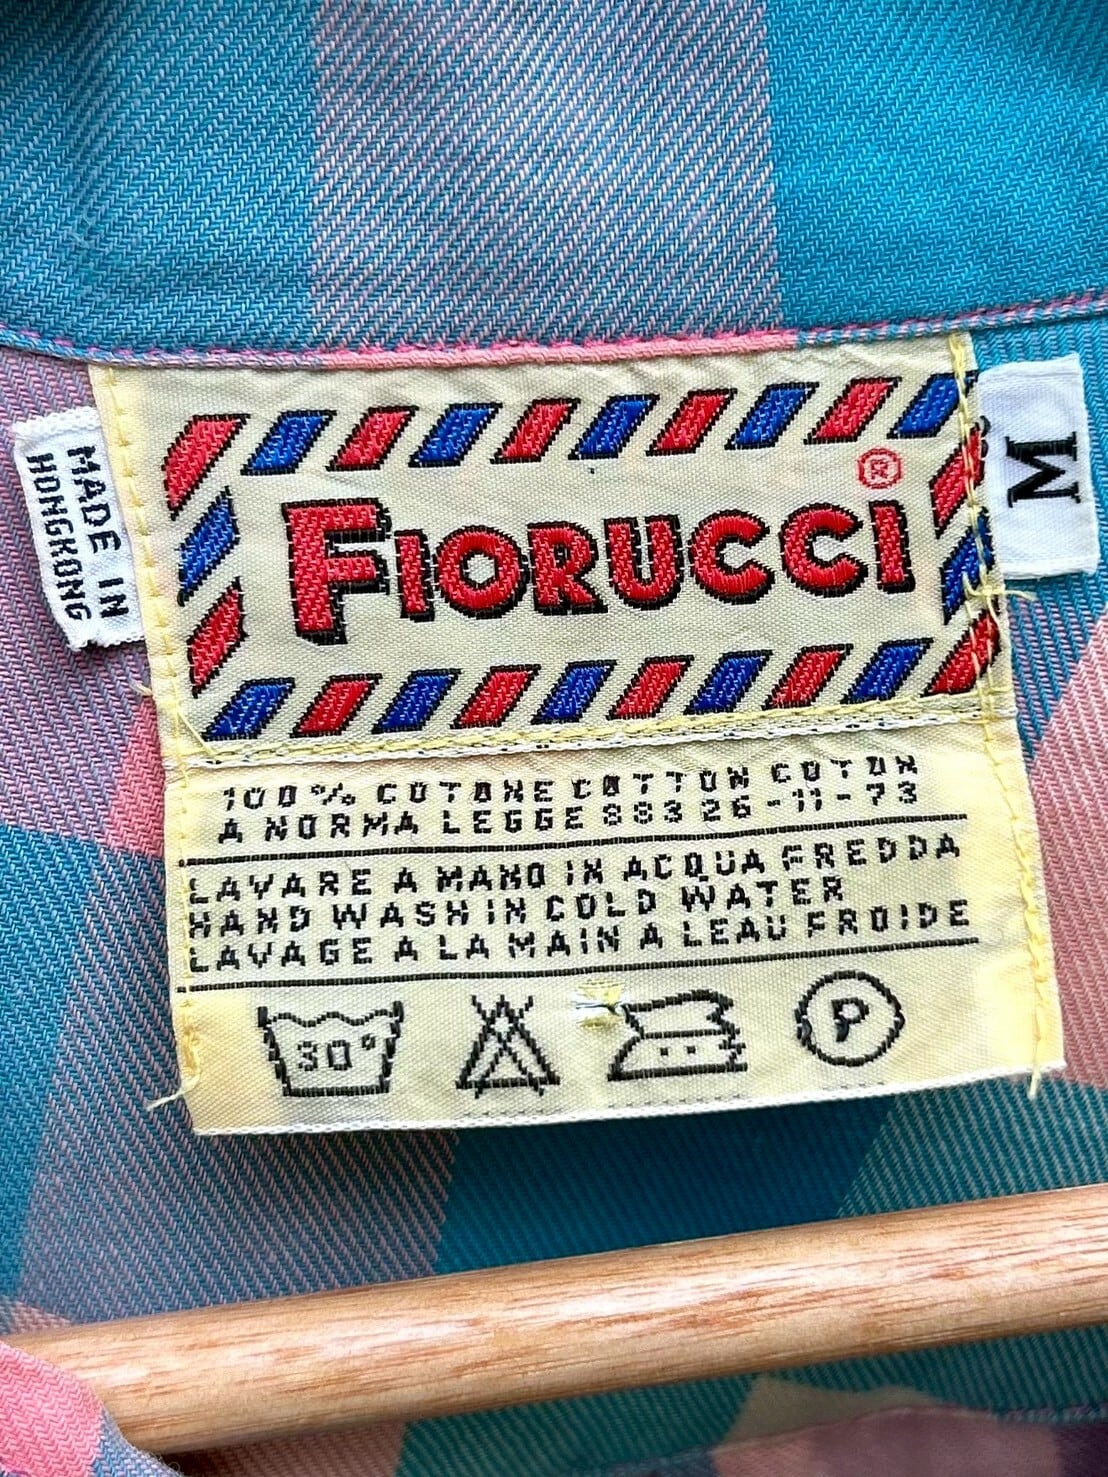 FIORUCCI®
MADE IN
HONGKONG
M
100% COTONE COTTON COTON
A NORMA LEGGE 883 26-11-73
LAVARE A MANO IN ACQUA FREDDA
HAND WASH IN COLD WATER
LAVAGE A LA MAIN A LEAU FROIDE
30°
P